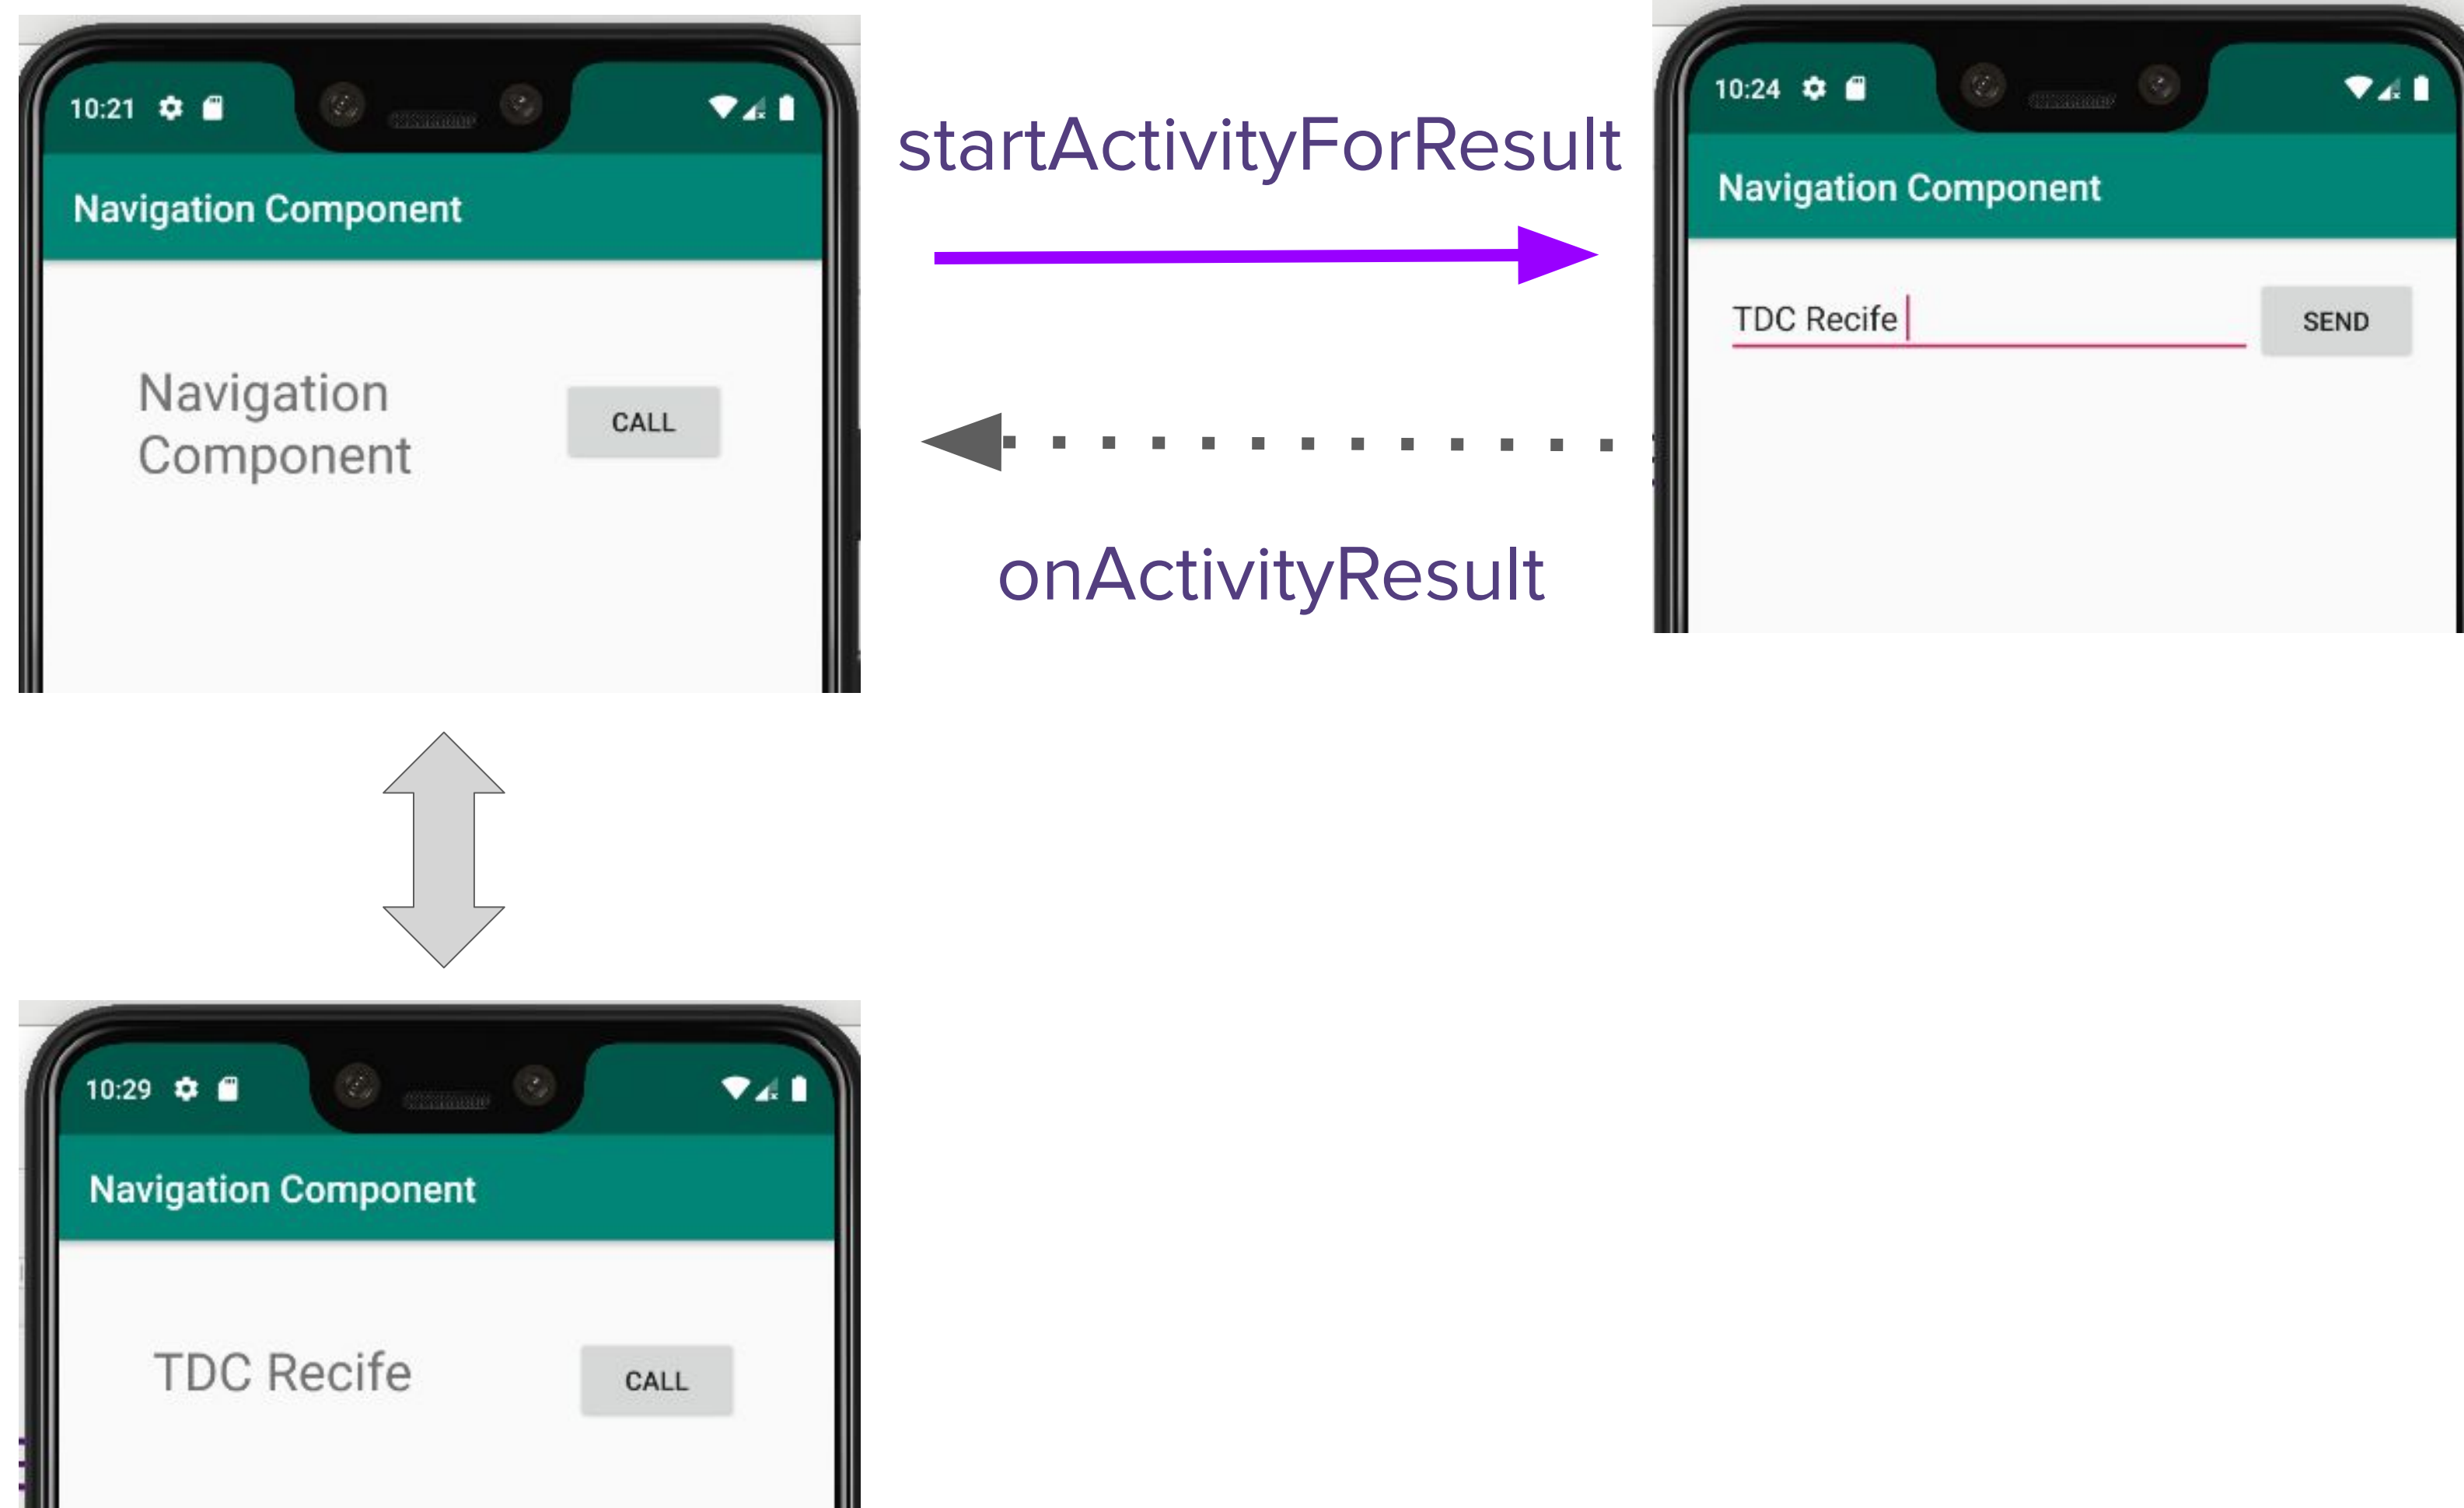 10:21
Navigation Component
Navigation
Component
CALL
startActivityForResult
onActivityResult
10:24
Navigation Component
TDC Recife
SEND
10:29
Navigation Component
TDC Recife
CALL